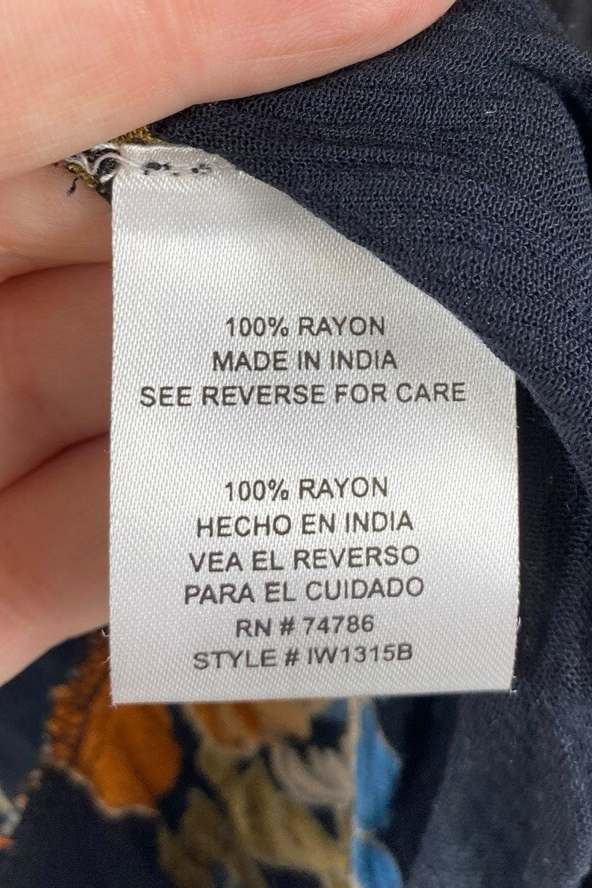 100% RAYON
MADE IN INDIA
SEE REVERSE FOR CARE
100% RAYON
HECHO EN INDIA
VEA EL REVERSO
PARA EL CUIDADO
RN # 74786
STYLE # IW1315B